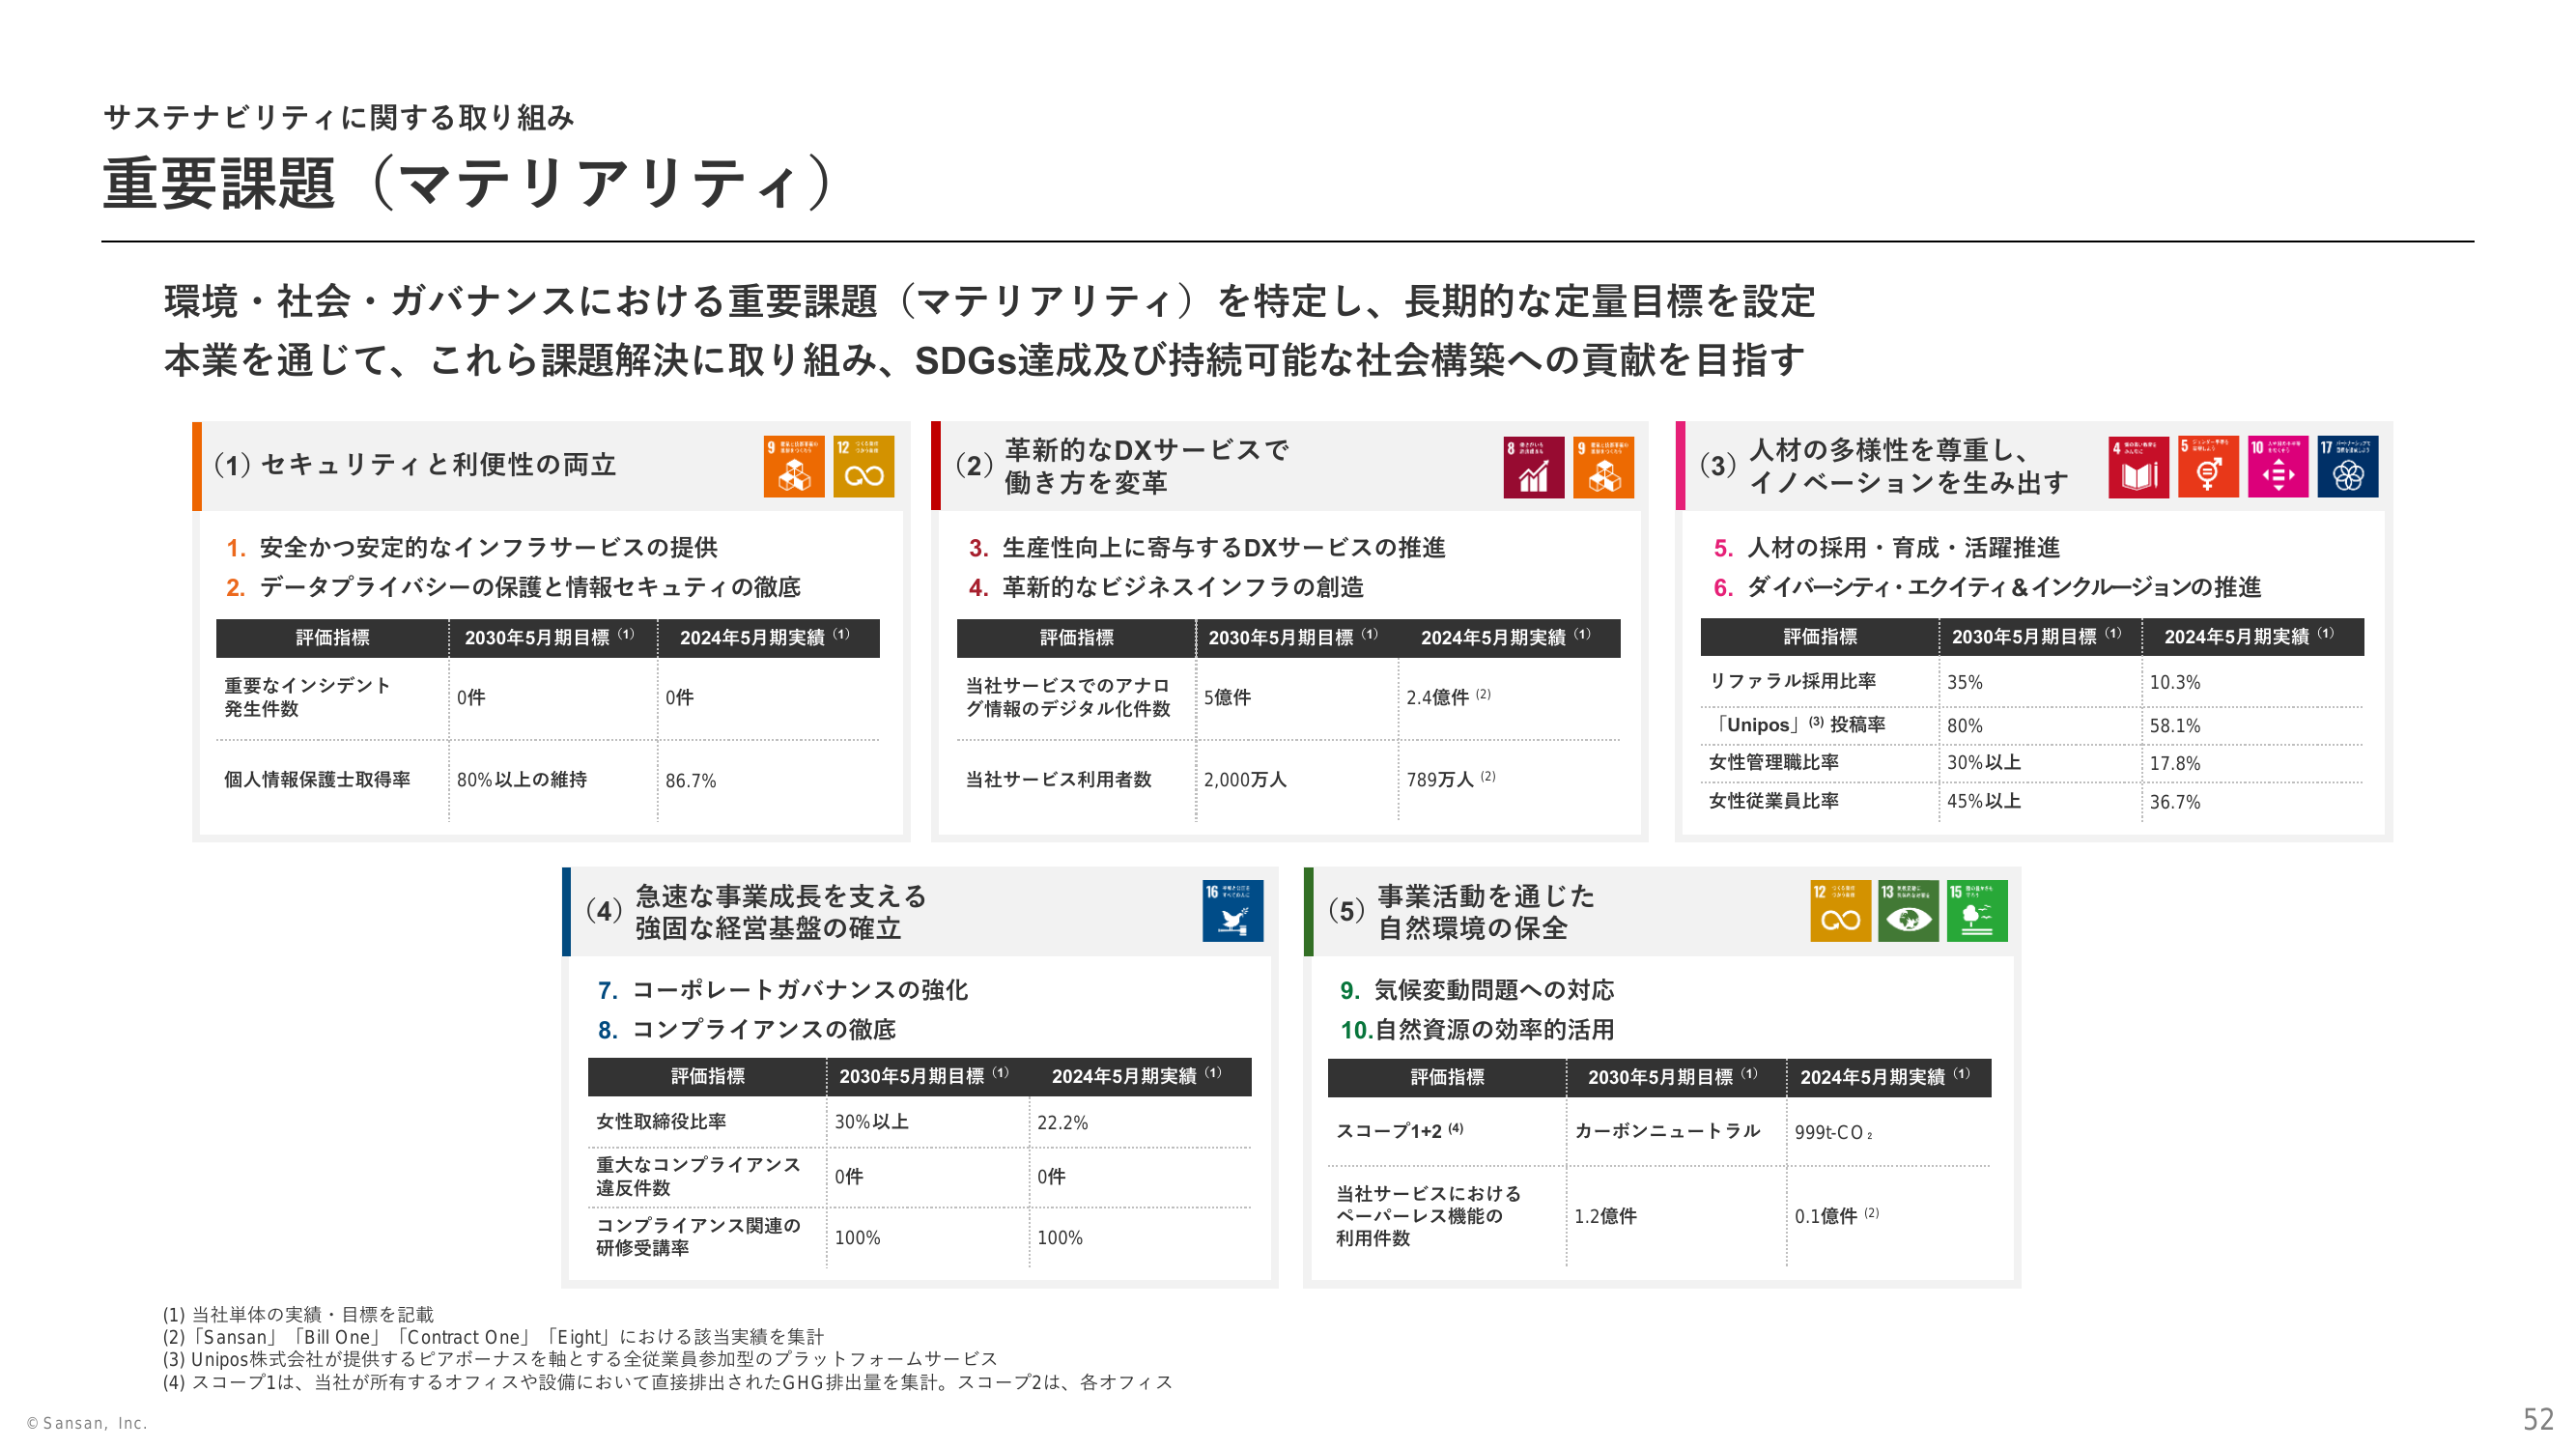 サステナビリティに関する取り組み
重要課題（マテリアリティ）
環境・社会・ガバナンスにおける重要課題（マテリアリティ）を特定し、長期的な定量目標を設定
本業を通じて、これら課題解決に取り組み、SDGs達成及び持続可能な社会構築への貢献を目指す
（1）セキュリティと利便性の両立
9
12
1. 安全かつ安定的なインフラサービスの提供
2. データプライバシーの保護と情報セキュティの徹底
評価指標 2030年5月期目標（1） 2024年5月期実績（1）
重要なインシデント
発生件数
0件 0件
個人情報保護士取得率 80%以上の維持 86.7%
（2）
革新的なDXサービスで
働き方を変革
8
9
3. 生産性向上に寄与するDXサービスの推進
4. 革新的なビジネスインフラの創造
評価指標 2030年5月期目標（1） 2024年5月期実績（1）
当社サービスでのアナロ
グ情報のデジタル化件数
5億件 2.4億件 (2)
当社サービス利用者数 2,000万人 789万人 (2)
（3）
人材の多様性を尊重し、
イノベーションを生み出す
4
5
10
17
5. 人材の採用・育成・活躍推進
6. ダイバーシティ・エクイティ＆インクルージョンの推進
評価指標 2030年5月期目標（1） 2024年5月期実績（1）
リファラル採用比率 35% 10.3%
「Unipos」(3) 投稿率 80% 58.1%
女性管理職比率 30%以上 17.8%
女性従業員比率 45%以上 36.7%
（4）
急速な事業成長を支える
強固な経営基盤の確立
16
7. コーポレートガバナンスの強化
8. コンプライアンスの徹底
評価指標 2030年5月期目標（1） 2024年5月期実績（1）
女性取締役比率 30%以上 22.2%
重大なコンプライアンス
違反件数
0件 0件
コンプライアンス関連の
研修受講率
100% 100%
（5）
事業活動を通じた
自然環境の保全
12
13
15
9. 気候変動問題への対応
10.自然資源の効率的活用
評価指標 2030年5月期目標（1） 2024年5月期実績（1）
スコープ1+2 (4) カーボンニュートラル 999t-CO₂
当社サービスにおける
ペーパーレス機能の
利用件数
1.2億件 0.1億件 (2)
(1) 当社単体の実績・目標を記載
(2)「Sansan」「Bill One」「Contract One」「Eight」における該当実績を集計
(3) Unipos株式会社が提供するピアボーナスを軸とする全従業員参加型のプラットフォームサービス
(4) スコープ1は、当社が所有するオフィスや設備において直接排出されたGHG排出量を集計。スコープ2は、各オフィス
© Sansan, Inc.
52